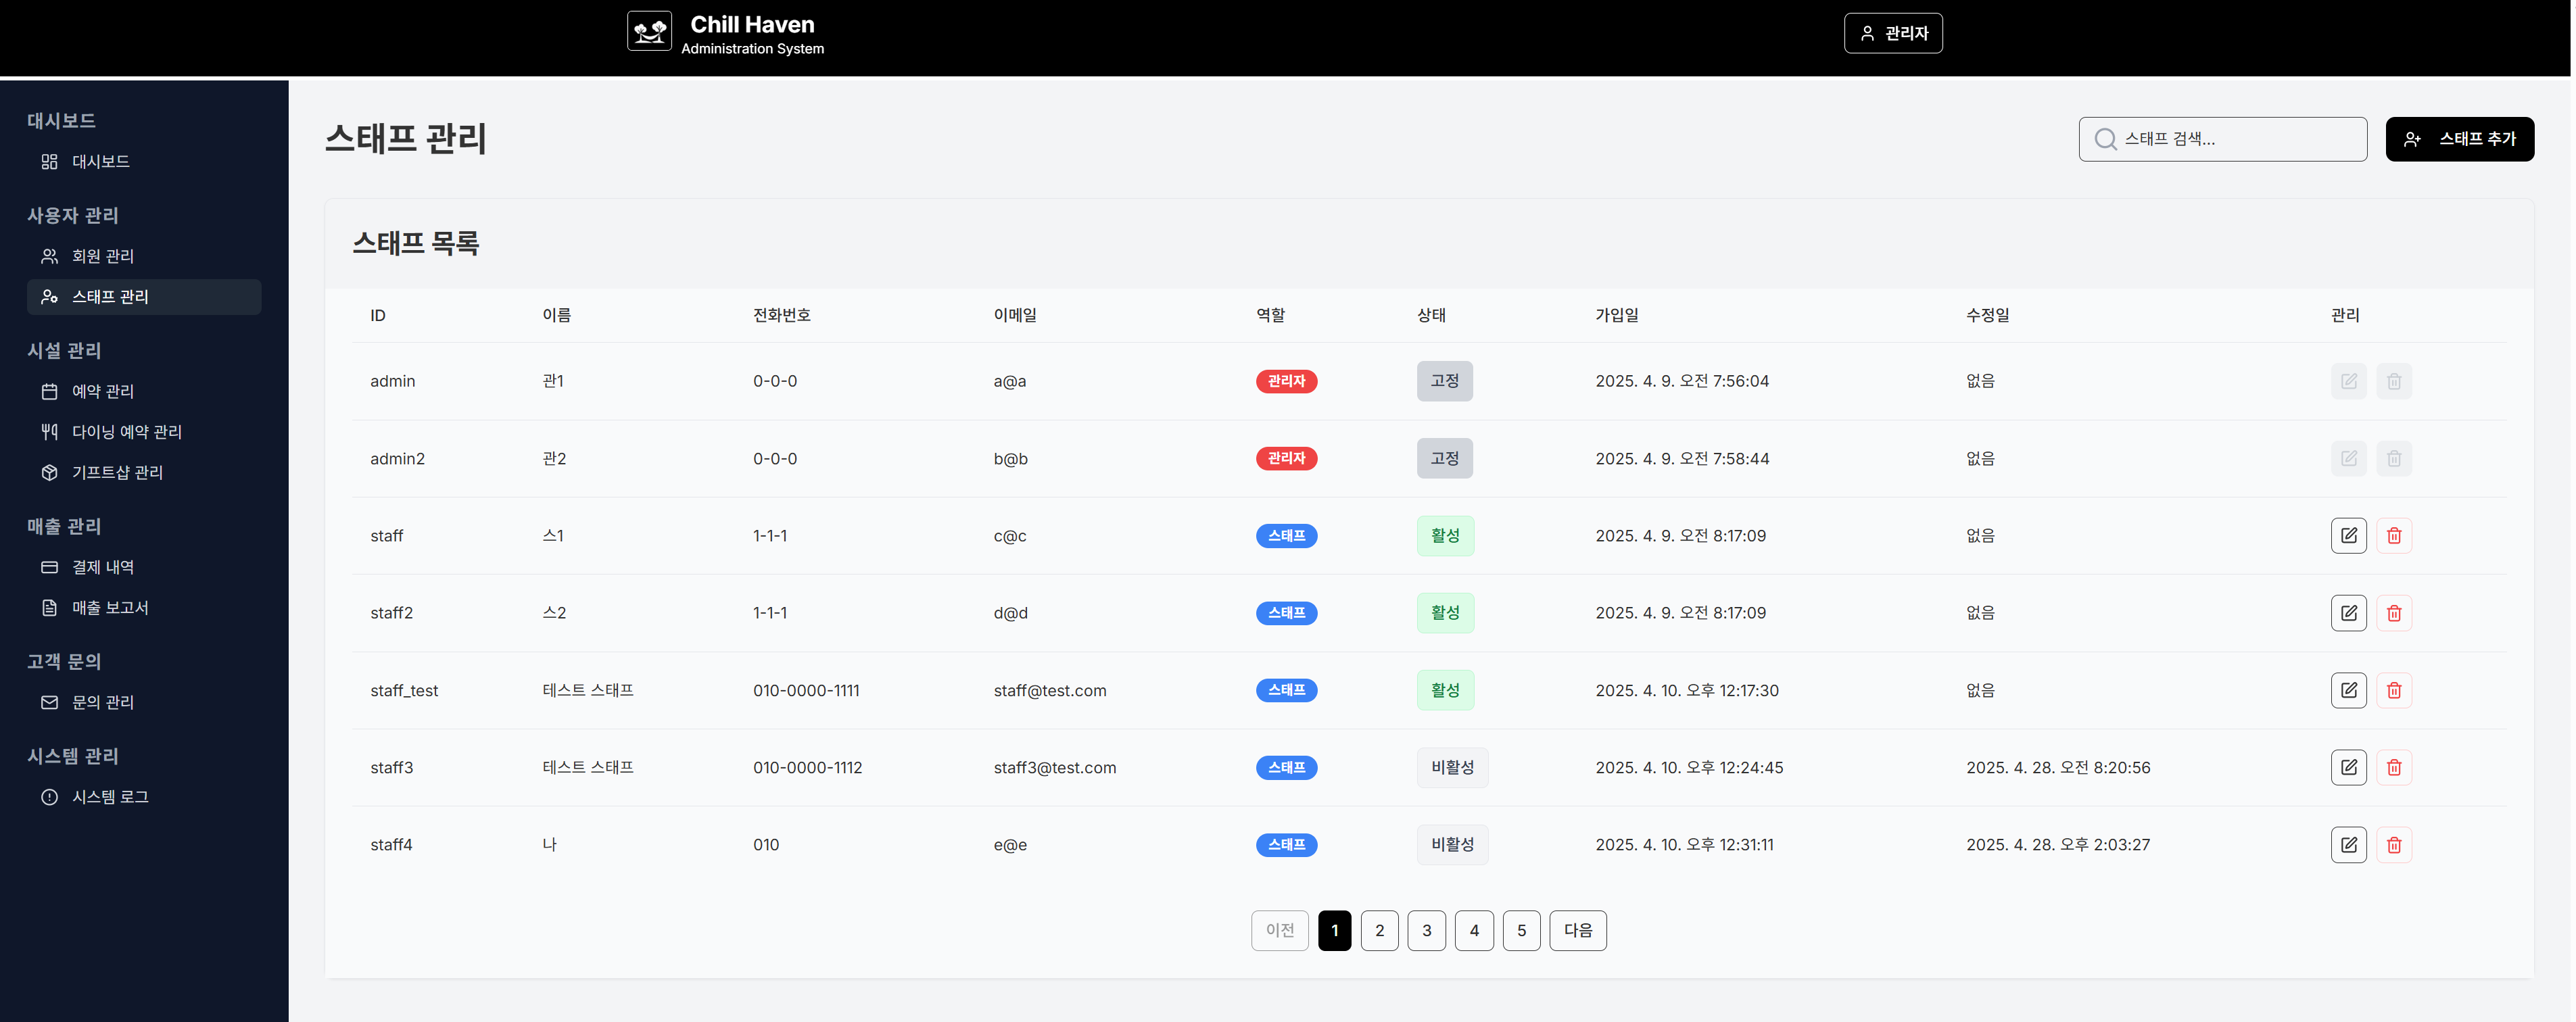 Chill Haven
Administration System
관리자
대시보드
대시보드
사용자 관리
회원 관리
스태프 관리
시설 관리
예약 관리
다이닝 예약 관리
기프트샵 관리
매출 관리
결제 내역
매출 보고서
고객 문의
문의 관리
시스템 관리
시스템 로그
스태프 관리
스태프 검색...
스태프 추가
스태프 목록
ID 이름 전화번호 이메일 역할 상태 가입일 수정일 관리
admin 관1 0-0-0 a@a 관리자 고정 2025. 4. 9. 오전 7:56:04 없음
admin2 관2 0-0-0 b@b 관리자 고정 2025. 4. 9. 오전 7:58:44 없음
staff 스1 1-1-1 c@c 스태프 활성 2025. 4. 9. 오전 8:17:09 없음
staff2 스2 1-1-1 d@d 스태프 활성 2025. 4. 9. 오전 8:17:09 없음
staff_test 테스트 스태프 010-0000-1111 staff@test.com 스태프 활성 2025. 4. 10. 오후 12:17:30 없음
staff3 테스트 스태프 010-0000-1112 staff3@test.com 스태프 비활성 2025. 4. 10. 오후 12:24:45 2025. 4. 28. 오전 8:20:56
staff4 나 010 e@e 스태프 비활성 2025. 4. 10. 오후 12:31:11 2025. 4. 28. 오후 2:03:27
이전 1 2 3 4 5 다음